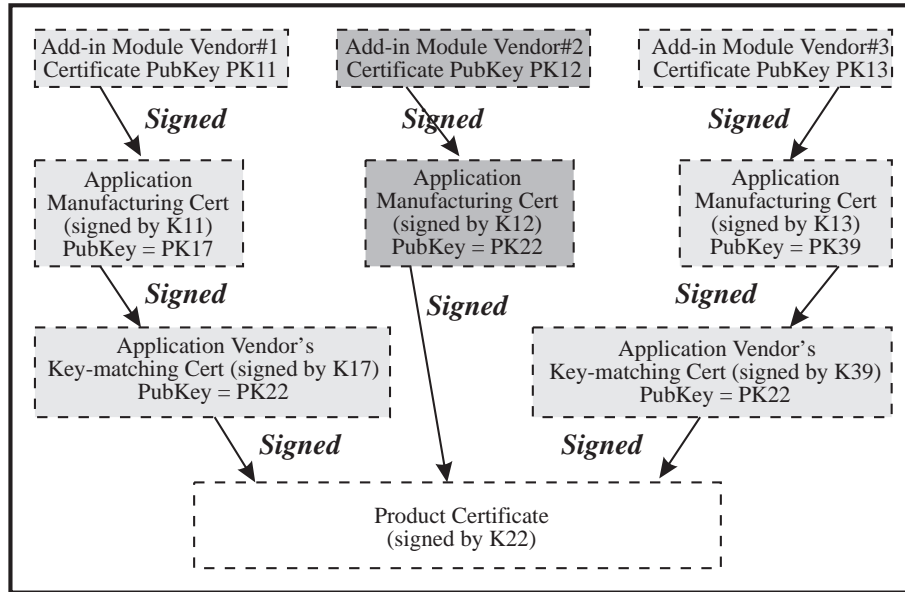 Add-in Module Vendor#1
Certificate PubKey PK11
Add-in Module Vendor#2
Certificate PubKey PK12
Add-in Module Vendor#3
Certificate PubKey PK13
Signed
Signed
Signed
Application
Manufacturing Cert
(signed by K11)
PubKey = PK17
Application
Manufacturing Cert
(signed by K12)
PubKey = PK22
Application
Manufacturing Cert
(signed by K13)
PubKey = PK39
Signed
Signed
Signed
Application Vendor's
Key-matching Cert (signed by K17)
PubKey = PK22
Application Vendor's
Key-matching Cert (signed by K39)
PubKey = PK22
Signed
Signed
Product Certificate
(signed by K22)